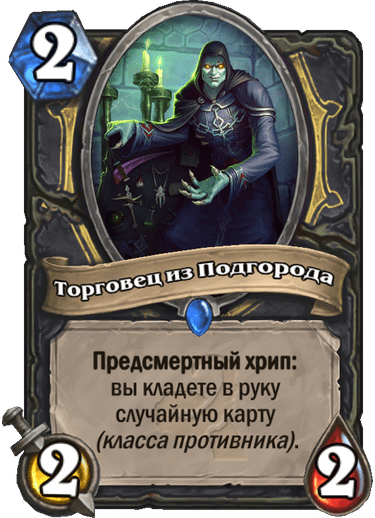 2
Торговец из Подгорода
Предсмертный хрип:
вы кладете в руку
случайную карту
(класса противника).
2
2